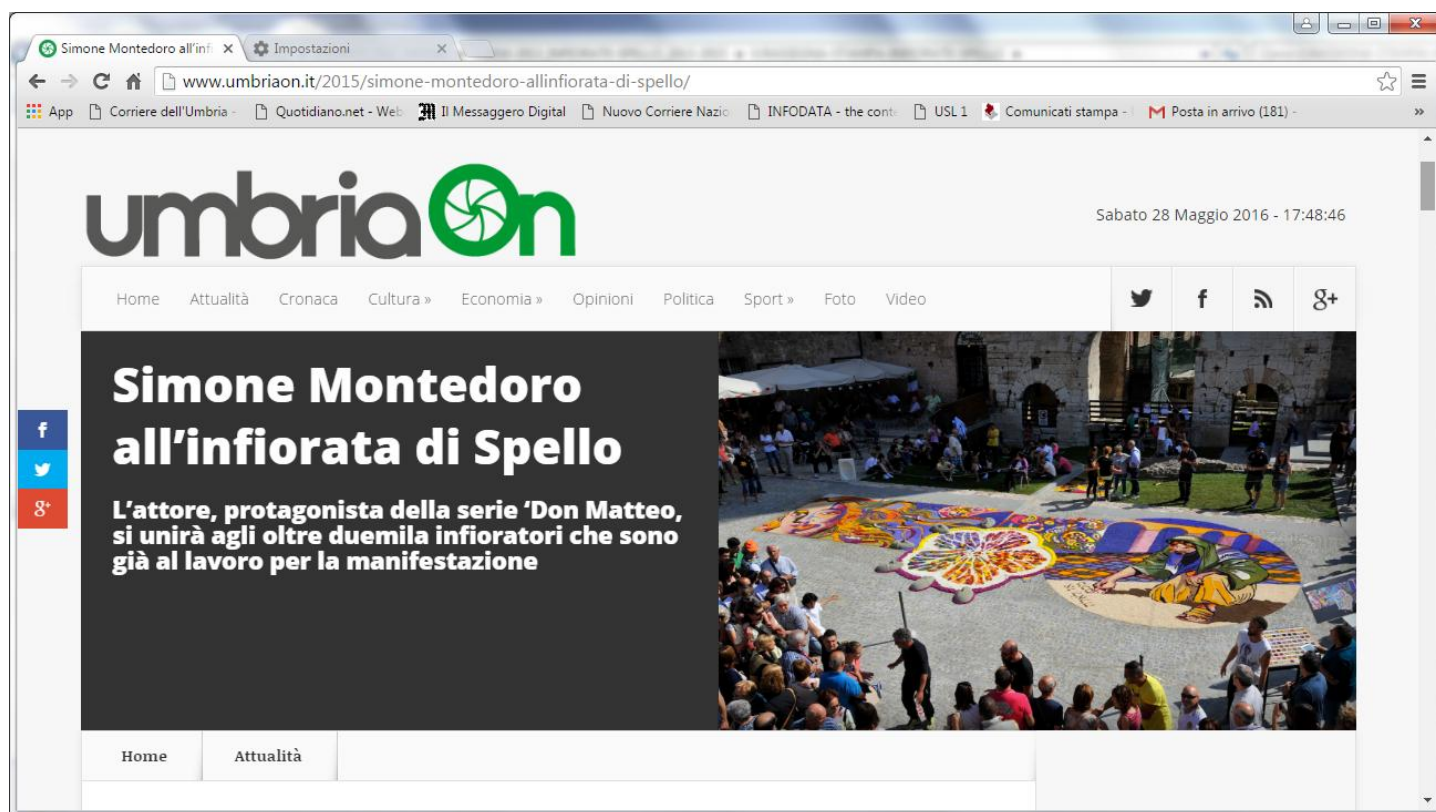 Simone Montedoro all'infi
Impostazioni
www.umbriaon.it/2015/simone-montedoro-allinfiorata-di-spello/
App Corriere dell'Umbria - Quotidiano.net - Web Il Messaggero Digital Nuovo Corriere Nazio INFODATA - the conte USL 1 Comunicati stampa - Posta in arrivo (181) - »
umbriaOn
Sabato 28 Maggio 2016 - 17:48:46
Home Attualità Cronaca Cultura » Economia » Opinioni Politica Sport » Foto Video
f g+
Simone Montedoro
all’infiorata di Spello
L’attore, protagonista della serie ‘Don Matteo,
si unirà agli oltre duemila infioratori che sono
già al lavoro per la manifestazione
f
g+
Home Attualità